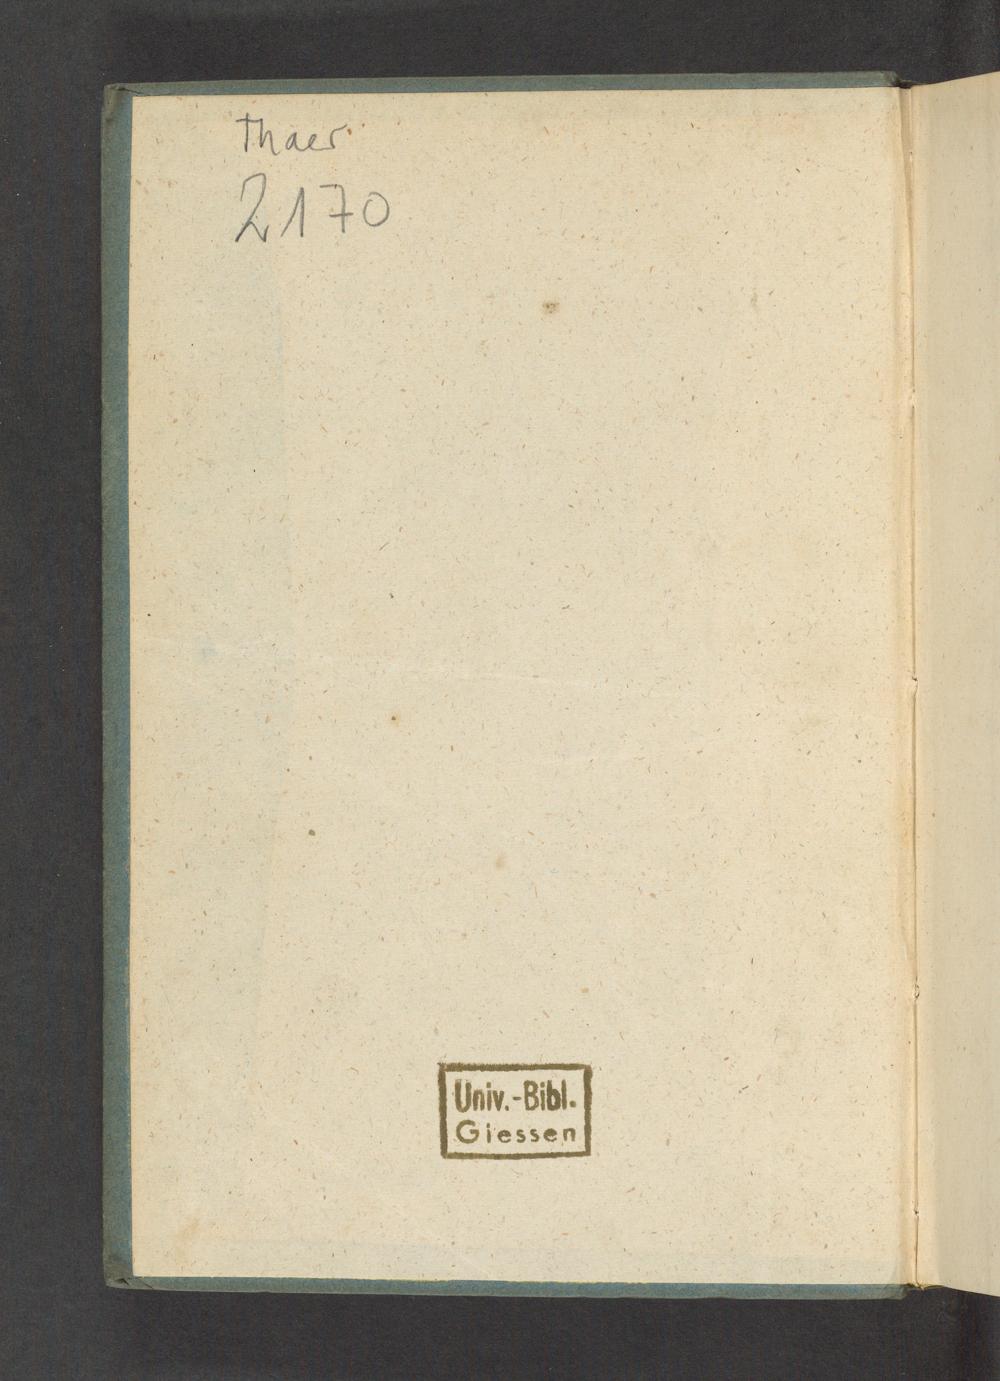 Thaer
2170
Univ.-Bibl.
Giessen